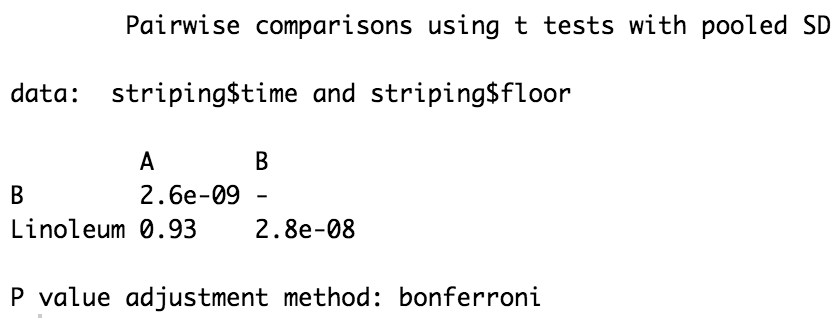 Pairwise comparisons using t tests with pooled SD
data:  striping$time and striping$floor
A       B
B        2.6e-09 -
Linoleum 0.93    2.8e-08
P value adjustment method: bonferroni